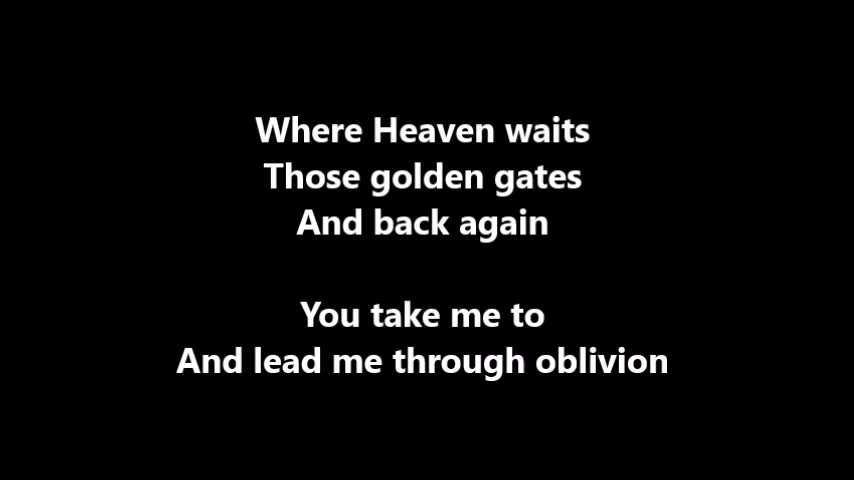 Where Heaven waits
Those golden gates
And back again
You take me to
And lead me through oblivion